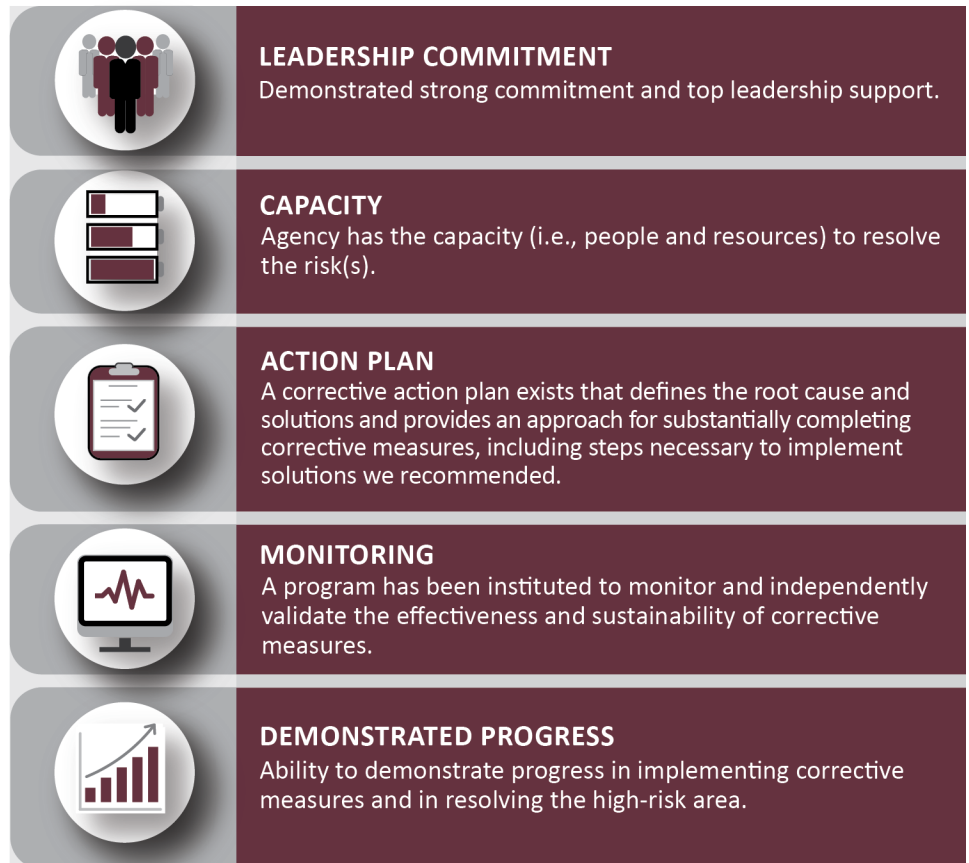 LEADERSHIP COMMITMENT
Demonstrated strong commitment and top leadership support.
CAPACITY
Agency has the capacity (i.e., people and resources) to resolve
the risk(s).
ACTION PLAN
A corrective action plan exists that defines the root cause and
solutions and provides an approach for substantially completing
corrective measures, including steps necessary to implement
solutions we recommended.
MONITORING
A program has been instituted to monitor and independently
validate the effectiveness and sustainability of corrective
measures.
DEMONSTRATED PROGRESS
Ability to demonstrate progress in implementing corrective
measures and in resolving the high-risk area.